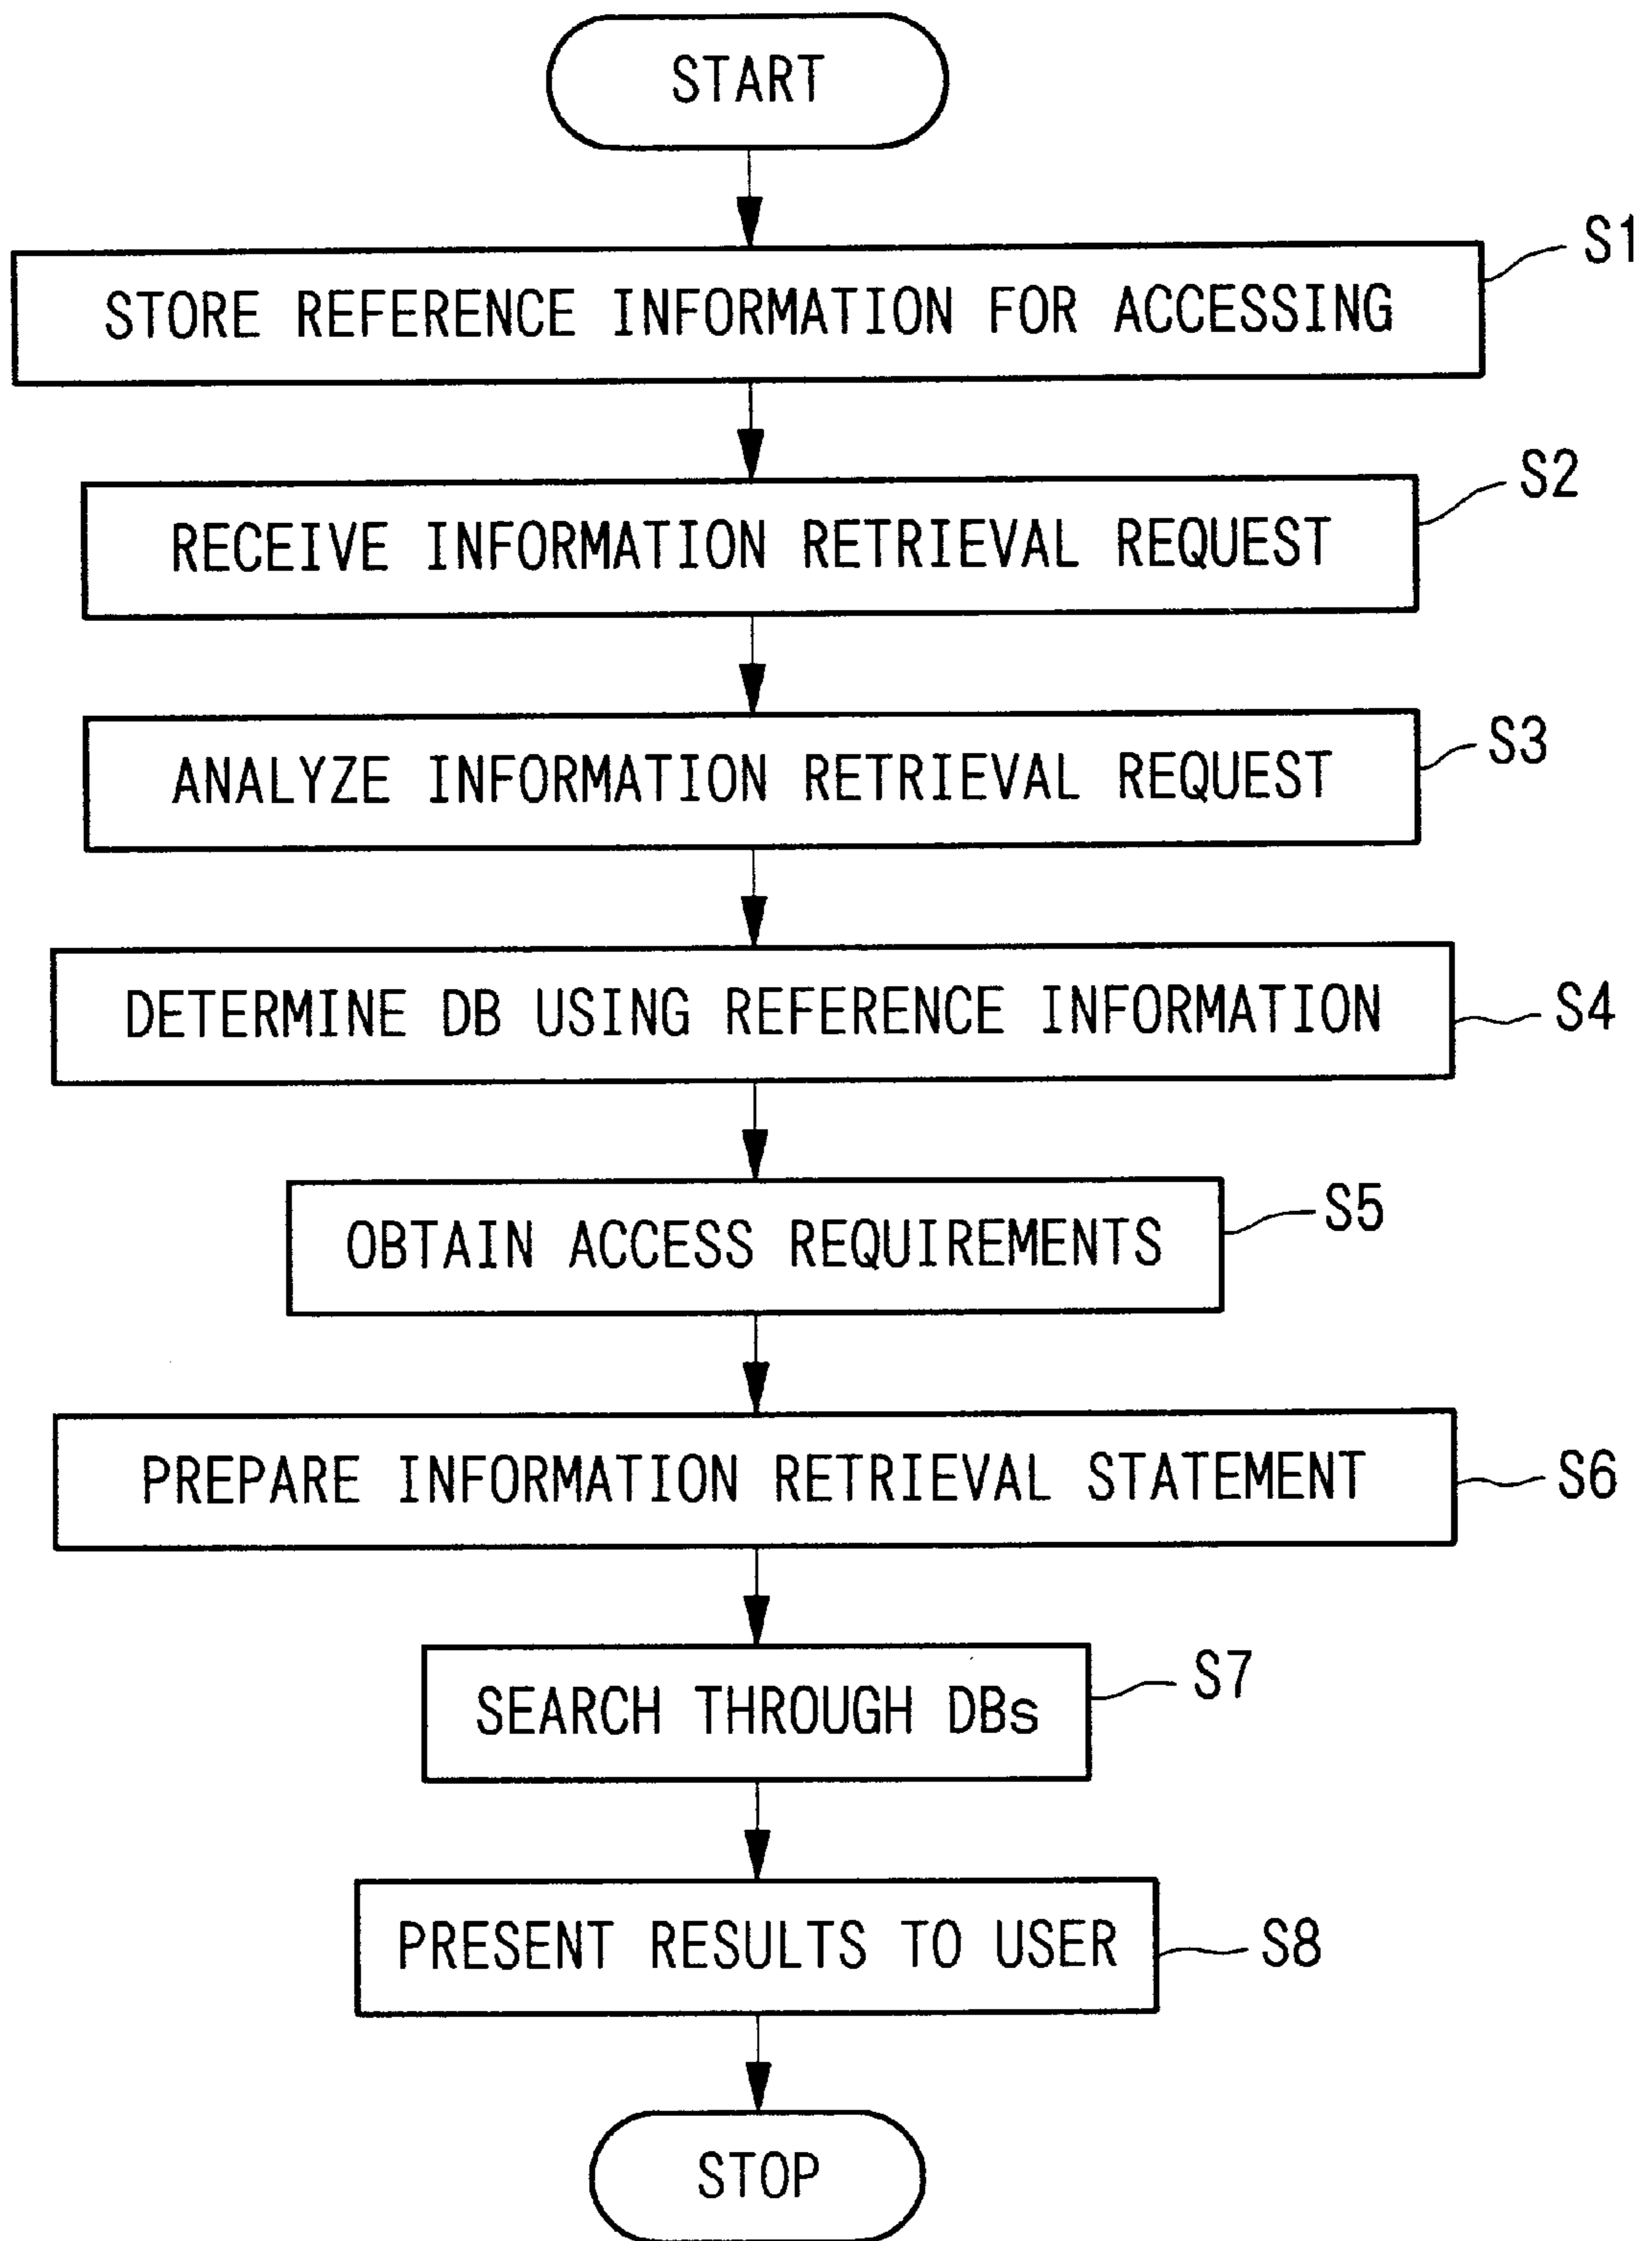 START
S1
STORE REFERENCE INFORMATION FOR ACCESSING
S2
RECEIVE INFORMATION RETRIEVAL REQUEST
S3
ANALYZE INFORMATION RETRIEVAL REQUEST
S4
DETERMINE DB USING REFERENCE INFORMATION
S5
OBTAIN ACCESS REQUIREMENTS
S6
PREPARE INFORMATION RETRIEVAL STATEMENT
S7
SEARCH THROUGH DBs
S8
PRESENT RESULTS TO USER
STOP